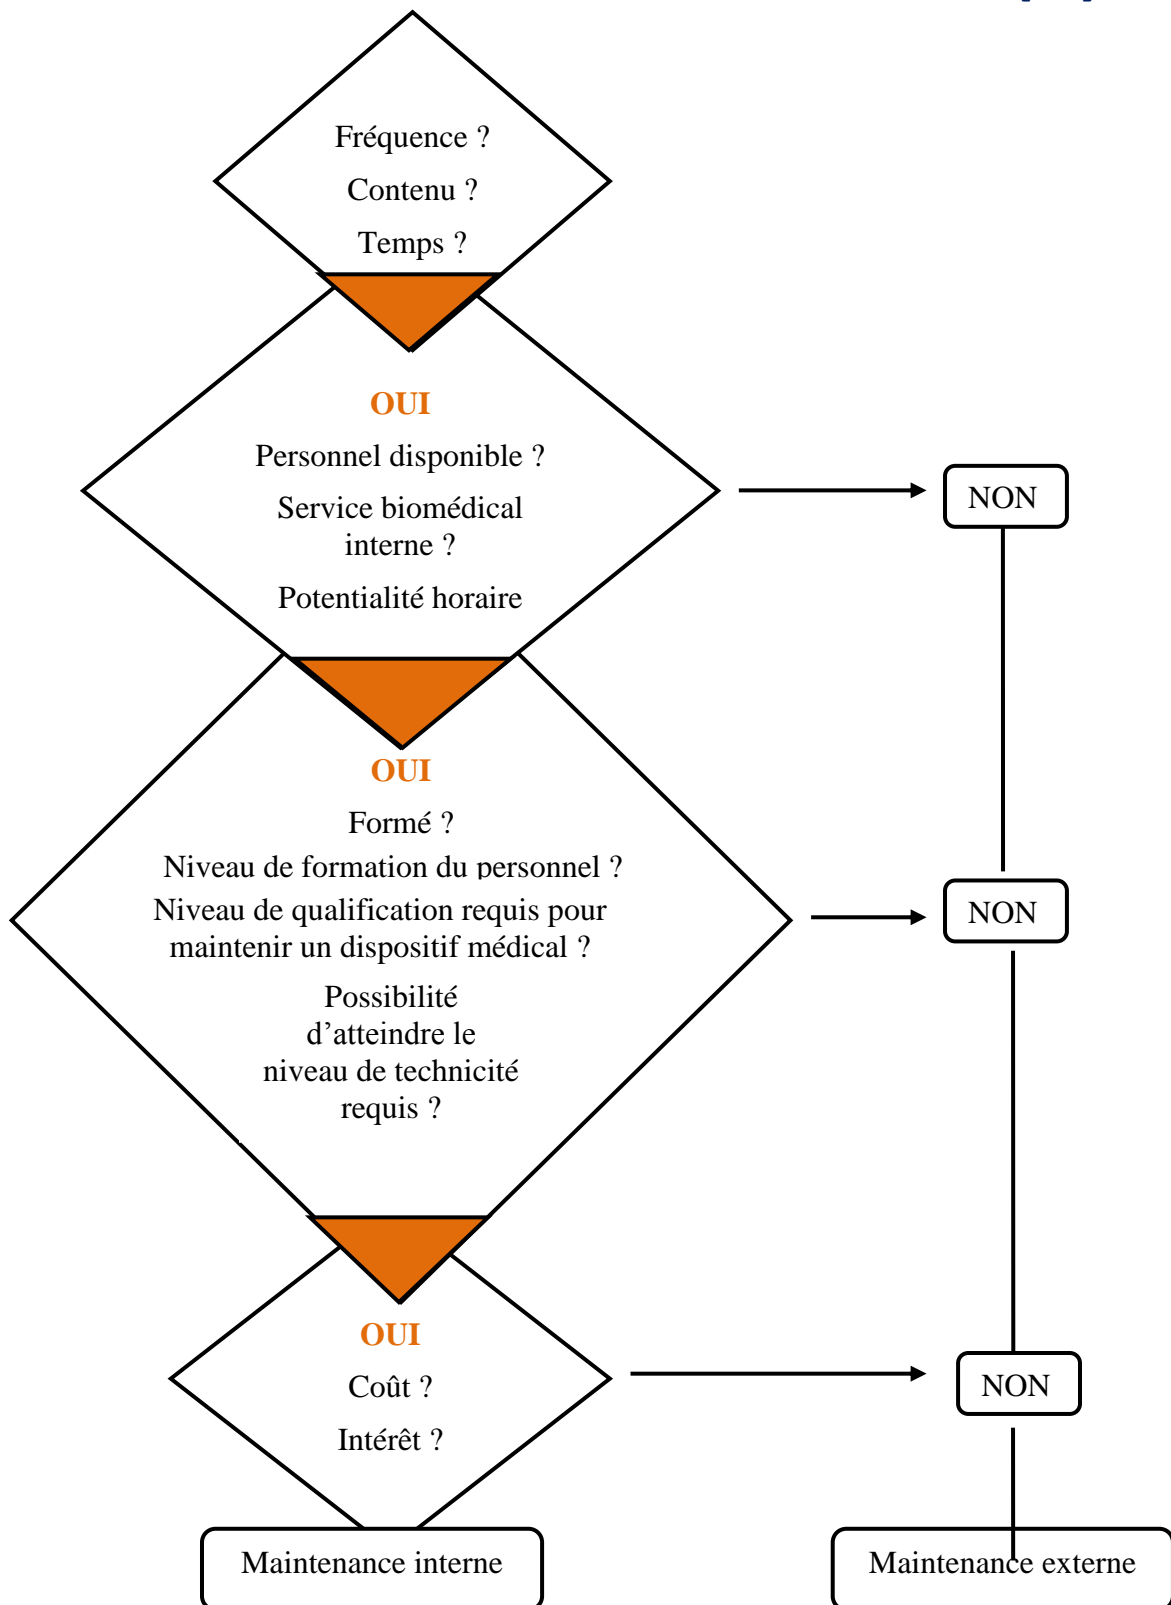 Fréquence ?
Contenu ?
Temps ?
OUI
Personnel disponible ?
Service biomédical
interne ?
Potentialité horaire
NON
OUI
Formé ?
Niveau de formation du personnel ?
Niveau de qualification requis pour
maintenir un dispositif médical ?
Possibilité
d’atteindre le
niveau de technicité
requis ?
NON
OUI
Coût ?
Intérêt ?
NON
Maintenance interne
Maintenance externe